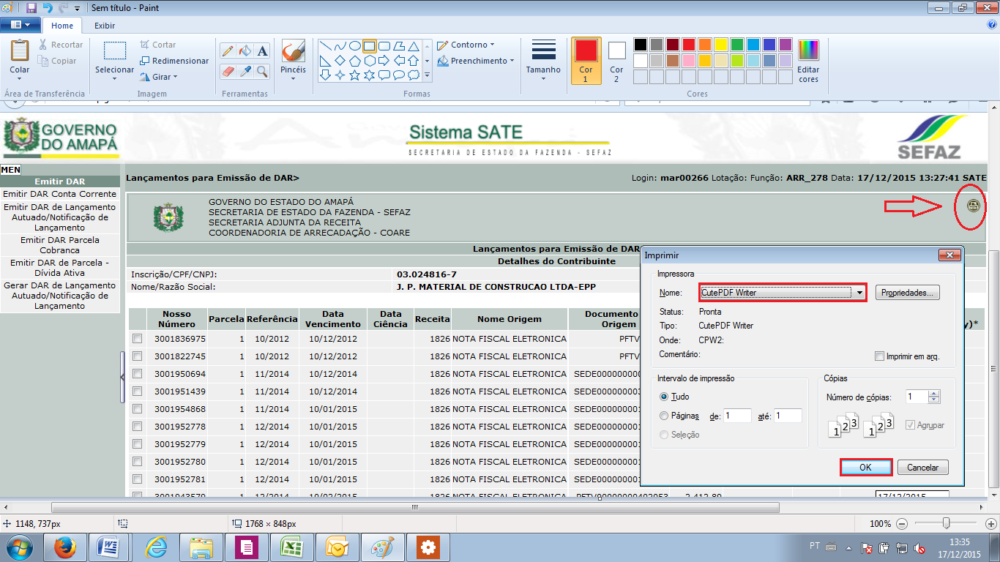 Sem título - Paint
Home
Exibir
Colar
Recortar
Copiar
Área de Transferência
Selecionar
Cortar
Redimensionar
Girar
Imagem
A
Ferramentas
Pincéis
Contorno
Preenchimento
Formas
Tamanho
Cor 1
Cor 2
Editar cores
Cores
GOVERNO
DO AMAPÁ
Sistema SATE
SECRETARIA DE ESTADO DA FAZENDA - SEFAZ
SEFAZ
MEN
Emitir DAR
Emitir DAR Conta Corrente
Emitir DAR de Lançamento
Autuado/Notificação de
Lançamento
Emitir DAR Parcela
Cobranca
Emitir DAR de Parcela -
Dívida Ativa
Gerar DAR de Lançamento
Autuado/Notificação de
Lançamento
Lançamentos para Emissão de DAR>
Login: mar00266 Lotação: Função: ARR_278 Data: 17/12/2015 13:27:41 SATE
GOVERNO DO ESTADO DO AMAPÁ
SECRETARIA DE ESTADO DA FAZENDA - SEFAZ
SECRETARIA ADJUNTA DA RECEITA
COORDENADORIA DE ARRECADAÇÃO - COARE
Lançamentos para Emissão de DAR
Detalhes do Contribuinte
Inscrição/CPF/CNPJ: 03.024816-7
Nome/Razão Social: J. P. MATERIAL DE CONSTRUCAO LTDA-EPP
Nosso Número Parcela Referência Data Vencimento Data Ciência Receita Nome Origem Documento Origem y)*
3001836975 1 10/2012 10/12/2012 1826 NOTA FISCAL ELETRONICA PFTV
3001822745 1 10/2012 10/12/2012 1826 NOTA FISCAL ELETRONICA PFTV
3001950694 1 11/2014 10/12/2014 1826 NOTA FISCAL ELETRONICA SEDE00000000
3001951439 1 11/2014 10/12/2014 1826 NOTA FISCAL ELETRONICA SEDE00000000
3001954868 1 11/2014 10/01/2015 1826 NOTA FISCAL ELETRONICA SEDE00000000
3001952778 1 12/2014 10/01/2015 1826 NOTA FISCAL ELETRONICA SEDE00000000
3001952779 1 12/2014 10/01/2015 1826 NOTA FISCAL ELETRONICA SEDE00000000
3001952780 1 12/2014 10/01/2015 1826 NOTA FISCAL ELETRONICA SEDE00000000
3001952781 1 12/2014 10/01/2015 1826 NOTA FISCAL ELETRONICA SEDE00000000
1 12/2014 10/02/2015 1826 NOTA FISCAL ELETRONICA 17/12/2015
Imprimir
Impressora
Nome: CutePDF Writer Propriedades...
Status: Pronta
Tipo: CutePDF Writer
Onde: CPW2:
Comentário: Imprimir em arq.
Intervalo de impressão
Tudo
Páginas de: 1 até: 1
Seleção
Cópias
Número de cópias: 1
1 2 3 1 2 3 Agrupar
OK Cancelar
1148, 737px
1768 × 848px
100%
PT
13:35
17/12/2015